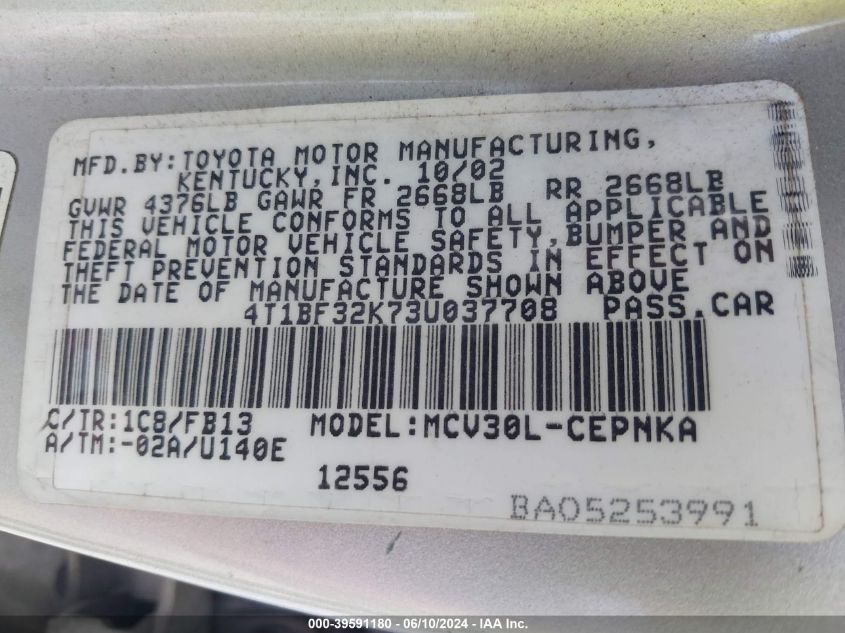 MFD.BY:TOYOTA MOTOR MANUFACTURING,
KENTUCKY,INC. 10/02
GVWR 4376LB GAWR FR 2668LB RR 2668LB
THIS VEHICLE CONFORMS TO ALL APPLICABLE
FEDERAL MOTOR VEHICLE SAFETY,BUMPER AND
THEFT PREVENTION STANDARDS IN EFFECT ON
THE DATE OF MANUFACTURE SHOWN ABOVE
4T1BF32K73U037708 PASS.CAR
C/TR:1C8/FB13 MODEL:MCV30L-CEPNKA
A/TM:-02A/U140E
12556
BA05253991
000-39591180 - 06/10/2024 - IAA Inc.